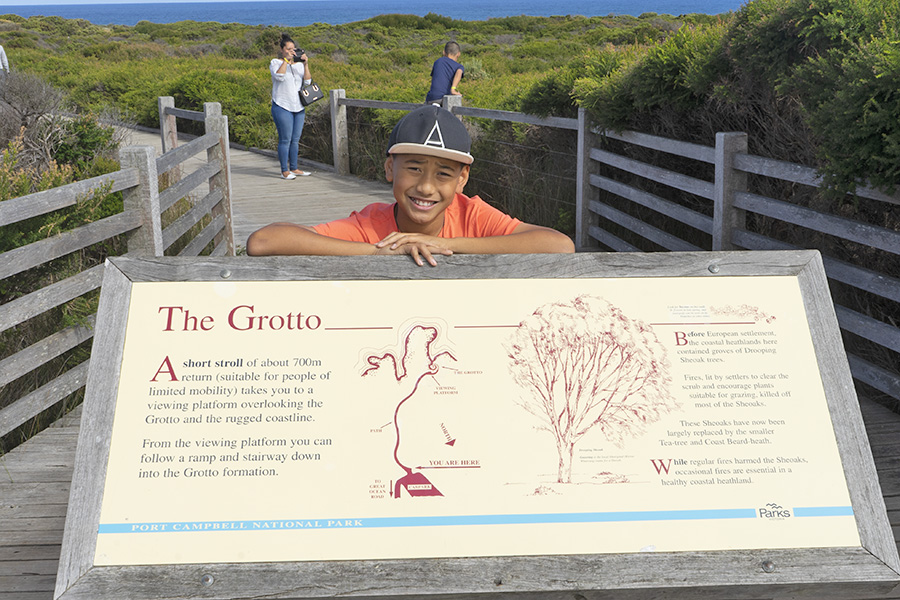 A
The Grotto
A short stroll of about 700m
return (suitable for people of
limited mobility) takes you to a
viewing platform overlooking the
Grotto and the rugged coastline.
From the viewing platform you can
follow a ramp and stairway down
into the Grotto formation.
THE GROTTO
VIEWING
PLATFORM
PATH
NORTH
YOU ARE HERE
TO
GREAT
OCEAN
ROAD
CARPARK
Before European settlement,
the coastal heathlands here
contained groves of Drooping
Sheoak trees.
Fires, lit by settlers to clear the
scrub and encourage plants
suitable for grazing, killed off
most of the Sheoaks.
These Sheoaks have now been
largely replaced by the smaller
Tea-tree and Coast Beard-heath.
While regular fires harmed the Sheoaks,
occasional fires are essential in a
healthy coastal heathland.
PORT CAMPBELL NATIONAL PARK
Parks